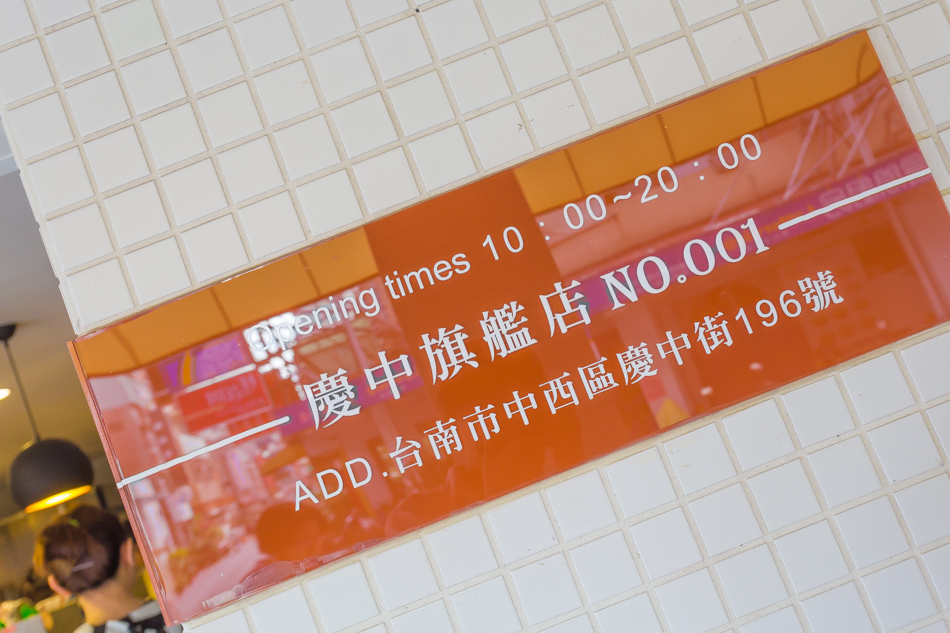 Opening times 10：00~20：00
慶中旗艦店 NO.001
ADD.台南市中西區慶中街196號